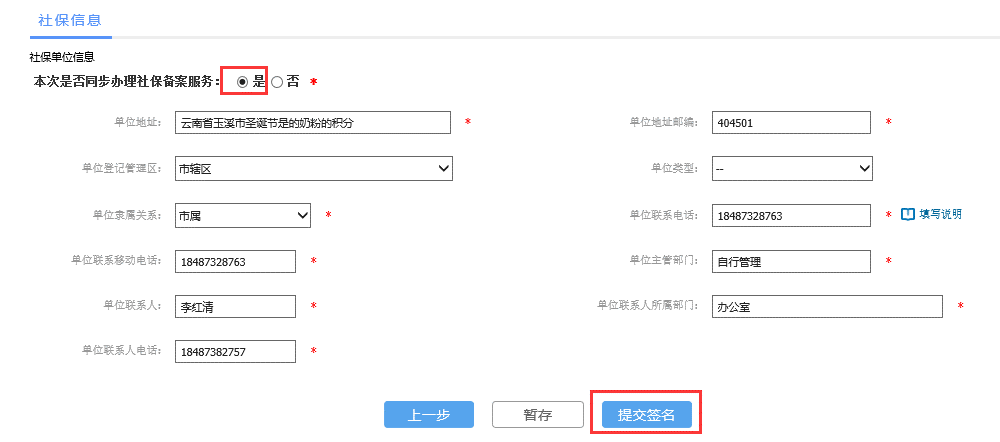 社保信息
社保单位信息
本次是否同步办理社保备案服务： 是 否 *
单位地址： 云南省玉溪市圣诞节是的奶粉的积分 * 单位地址邮编： 404501 *
单位登记管理区： 市辖区 单位类型： --
单位隶属关系： 市属 * 单位联系电话： 18487328763 * 填写说明
单位联系移动电话： 18487328763 * 单位主管部门： 自行管理 *
单位联系人： 李红清 * 单位联系人所属部门： 办公室 *
单位联系人电话： 18487382757 *
上一步 暂存 提交签名